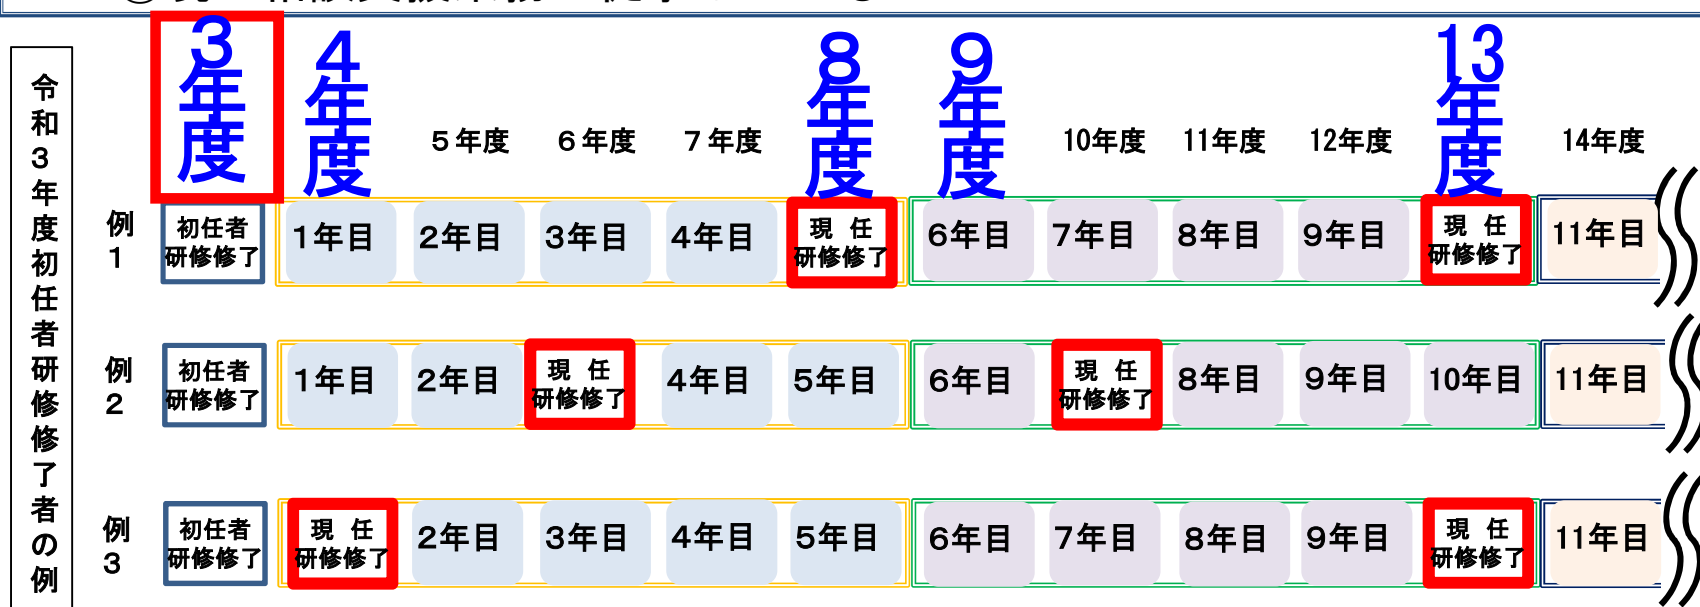 3年度 4年度 5年度 6年度 7年度 8年度 9年度 10年度 11年度 12年度 13年度 14年度
令和3年度初任者研修修了者の例
例1 初任者研修修了 1年目 2年目 3年目 4年目 現任研修修了 6年目 7年目 8年目 9年目 現任研修修了 11年目
例2 初任者研修修了 1年目 2年目 現任研修修了 4年目 5年目 6年目 現任研修修了 8年目 9年目 10年目 11年目
例3 初任者研修修了 現任研修修了 2年目 3年目 4年目 5年目 6年目 7年目 8年目 9年目 現任研修修了 11年目